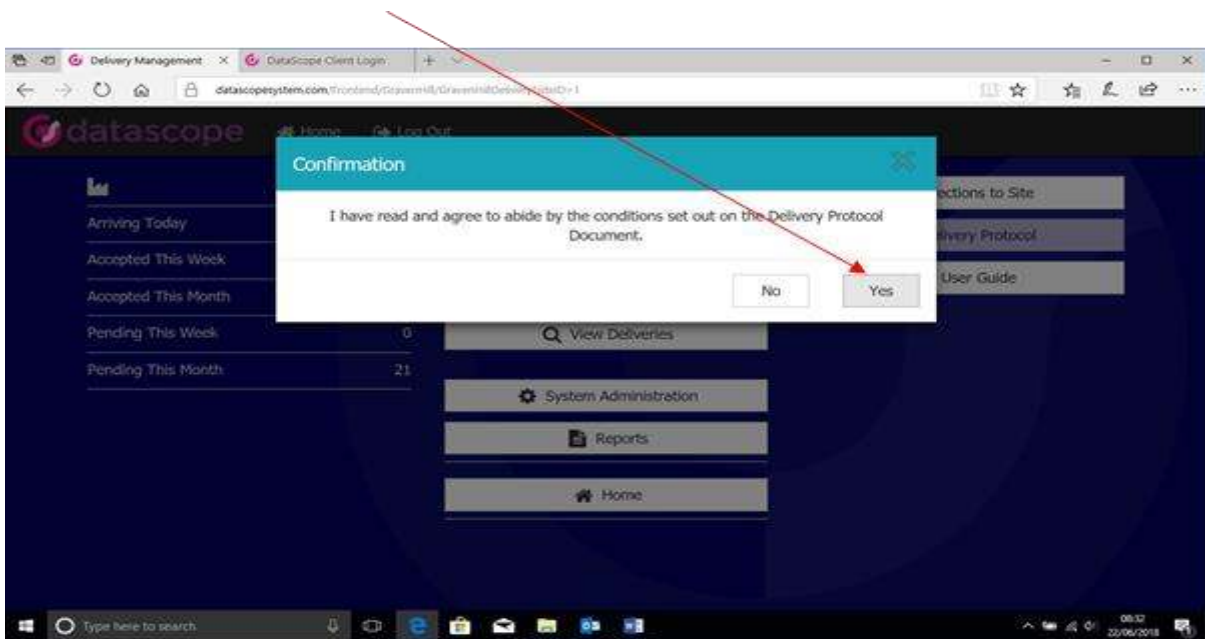 Delivery Management
DataScope Client Login
datascopesystem.com/Frontend/Gravenhill/
datascope
Home
Log Out
Confirmation
I have read and agree to abide by the conditions set out on the Delivery Protocol
Document.
No
Yes
Arriving Today
Accepted This Week
Accepted This Month
Pending This Week 0
Pending This Month 21
View Deliveries
System Administration
Reports
Home
ections to Site
elivery Protocol
User Guide
Type here to search
08:32
22/06/2018